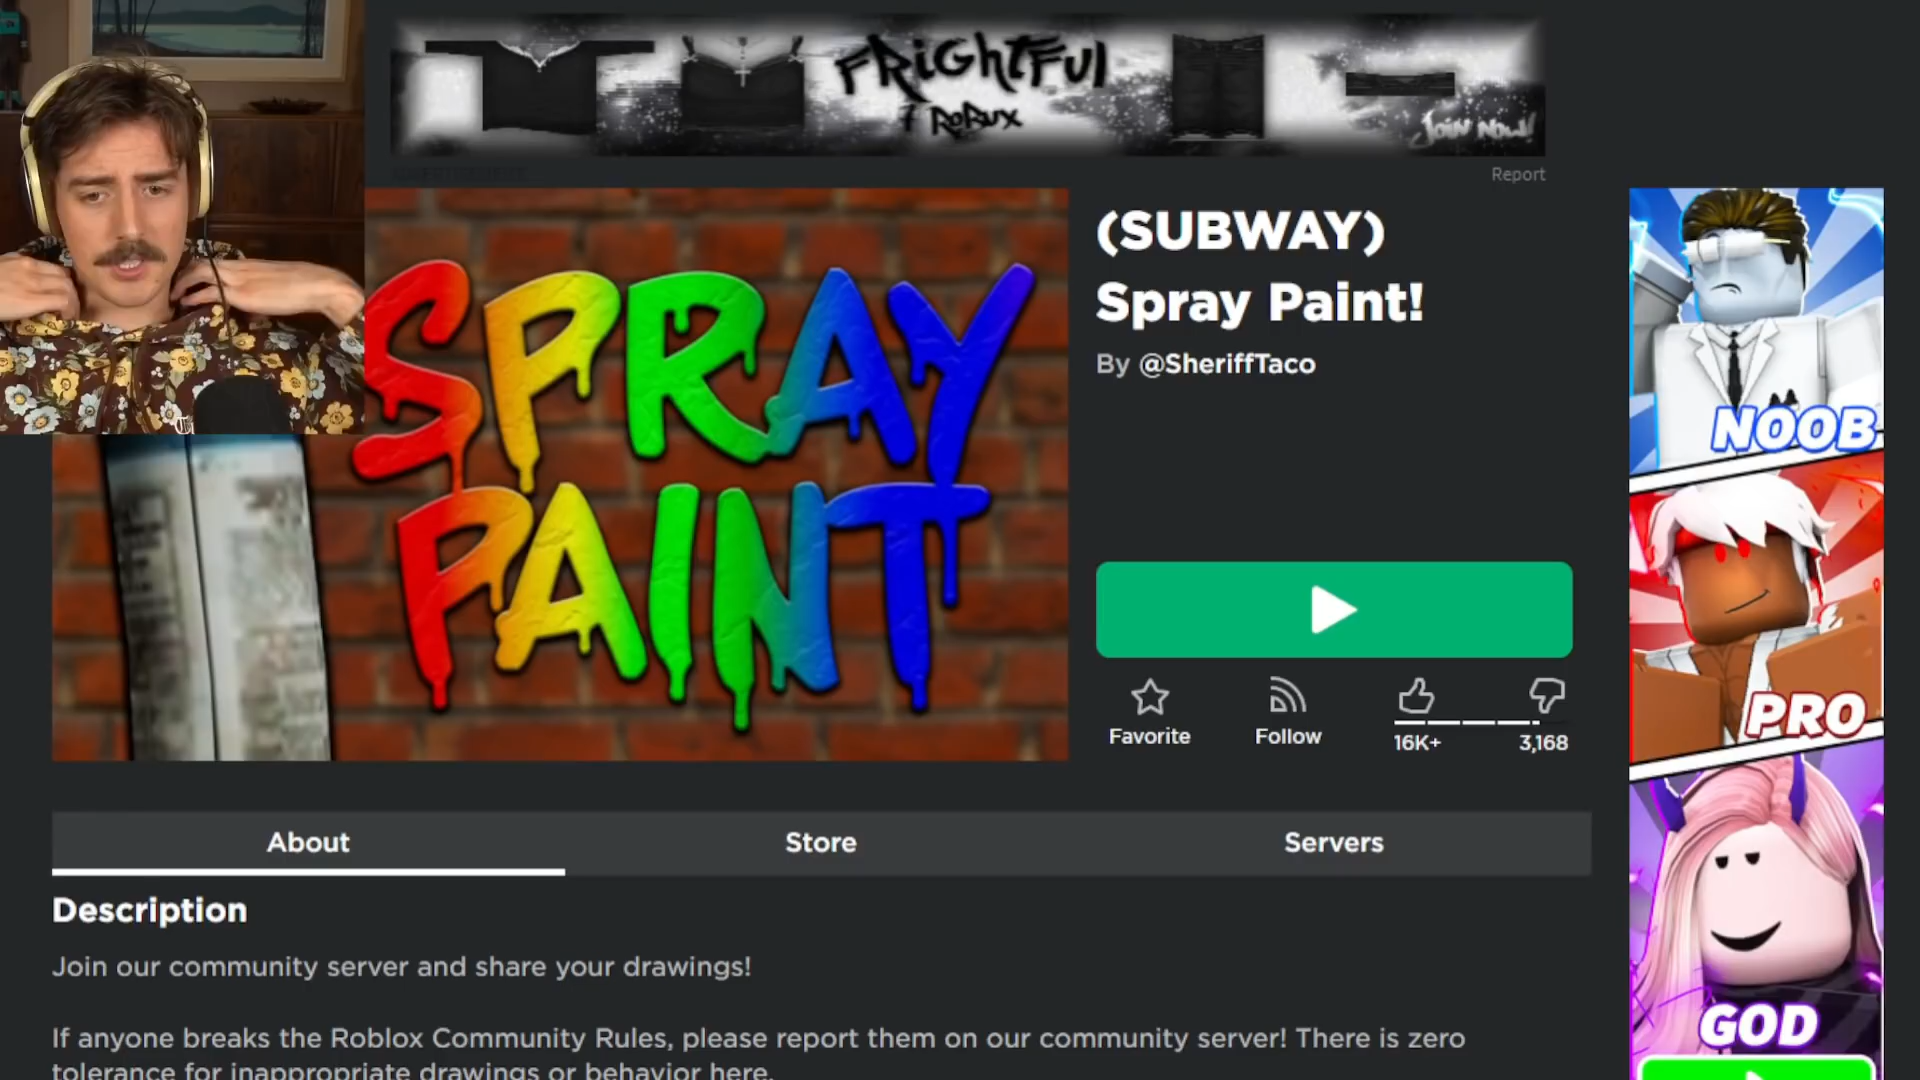 FRiGhtFul
7 RoBux
Join Now!
Report
(SUBWAY)
Spray Paint!
By @SheriffTaco
SPRAY
PAINT
NOOB
PRO
GOD
Favorite
Follow
16K+
3,168
About
Store
Servers
Description
Join our community server and share your drawings!
If anyone breaks the Roblox Community Rules, please report them on our community server! There is zero
tolerance for inappropriate drawings or behavior here.